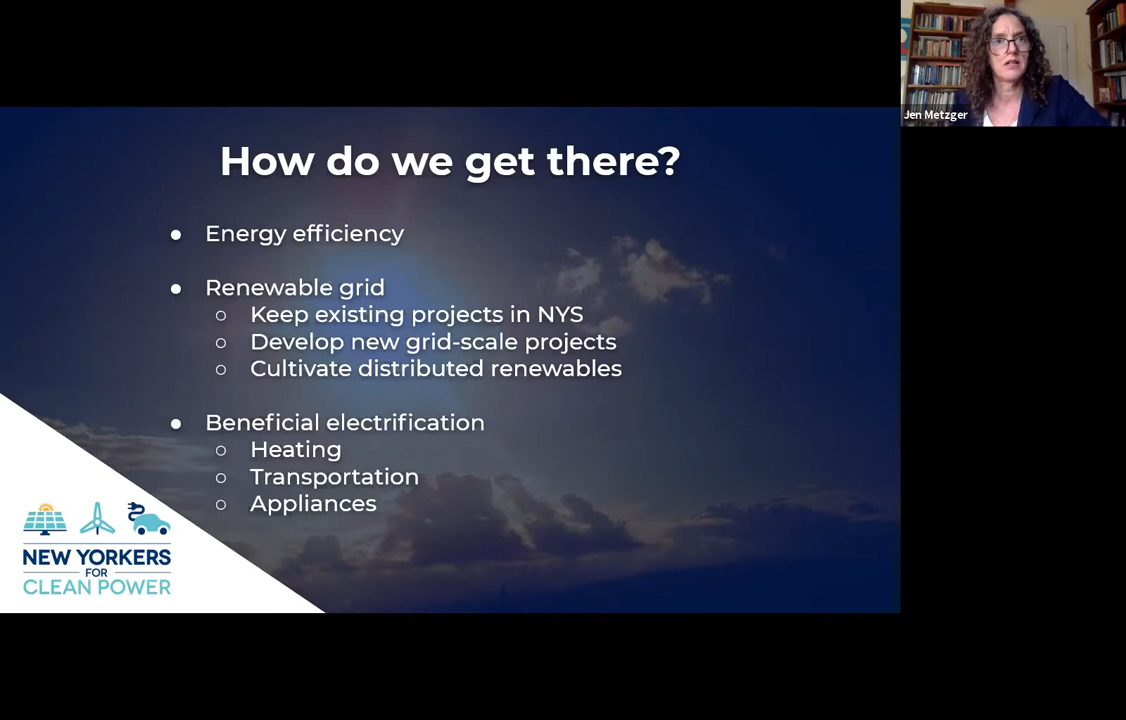 Jen Metzger
How do we get there?
● Energy efficiency
● Renewable grid
○ Keep existing projects in NYS
○ Develop new grid-scale projects
○ Cultivate distributed renewables
● Beneficial electrification
○ Heating
○ Transportation
○ Appliances
NEW YORKERS
FOR
CLEAN POWER